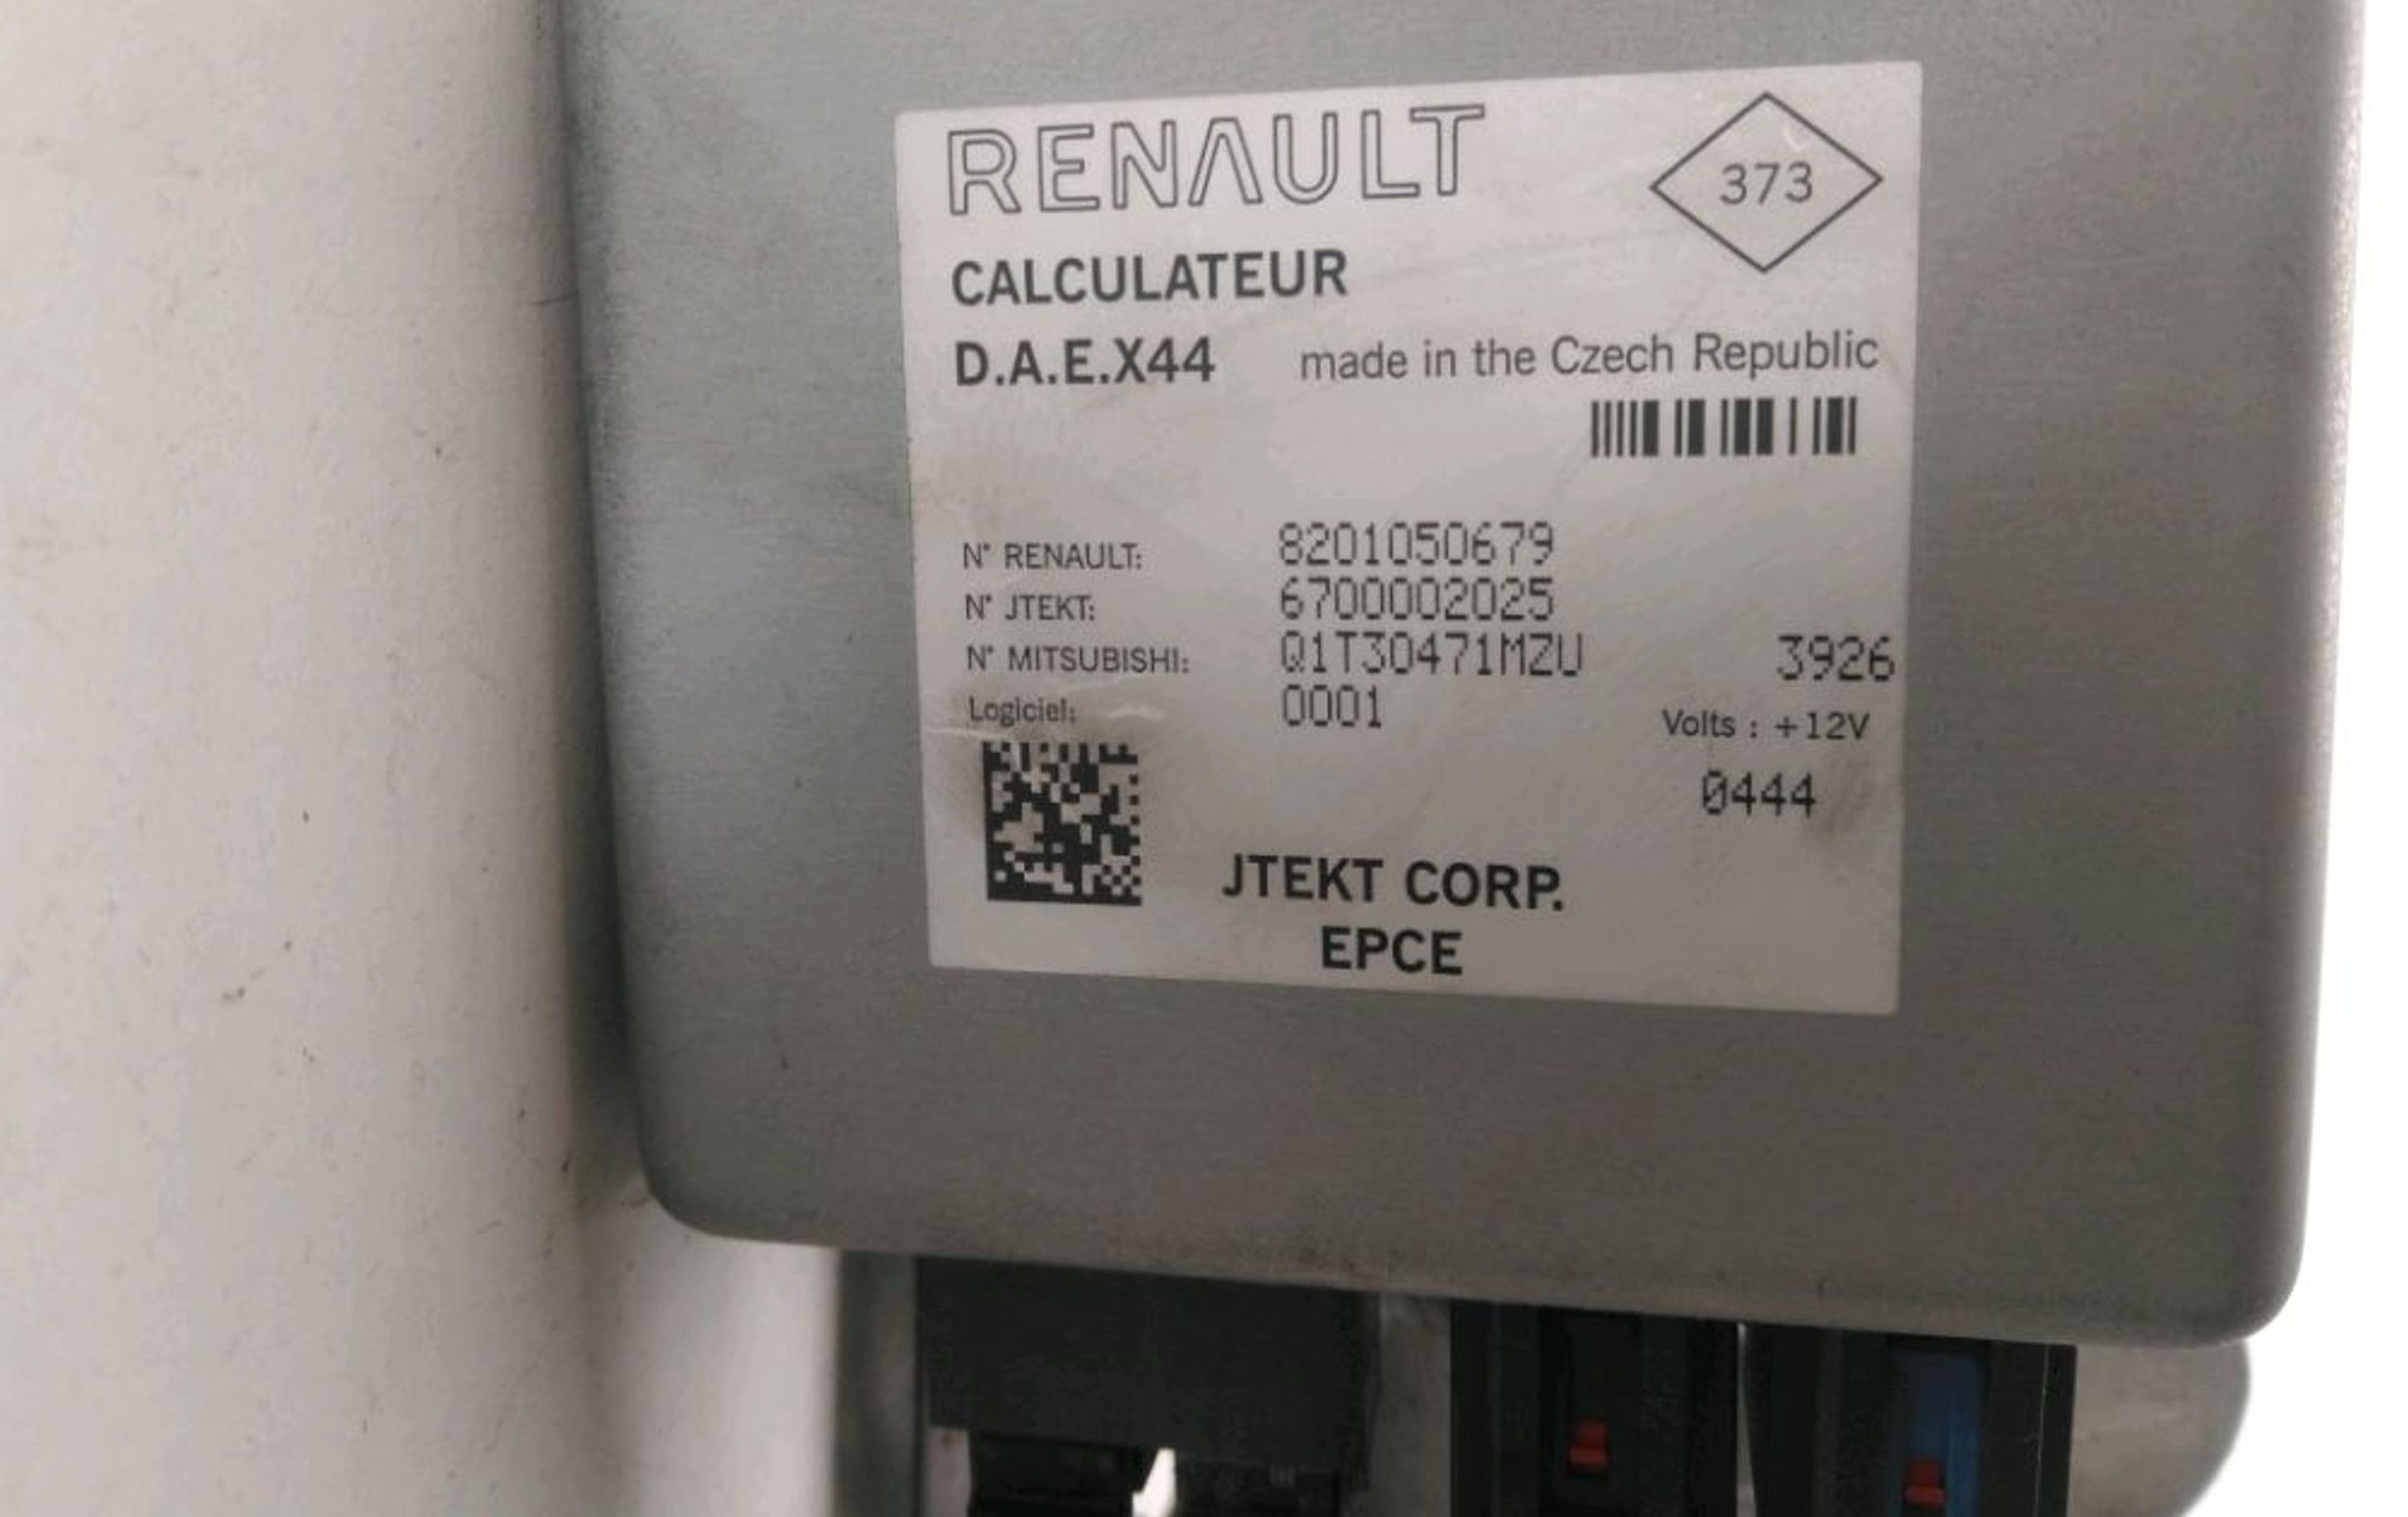 RENAULT
373
CALCULATEUR
D.A.E.X44 made in the Czech Republic
N° RENAULT: 8201050679
N° JTEKT: 6700002025
N° MITSUBISHI: Q1T30471MZU 3926
Logiciel: 0001
Volts : +12V
0444
JTEKT CORP.
EPCE